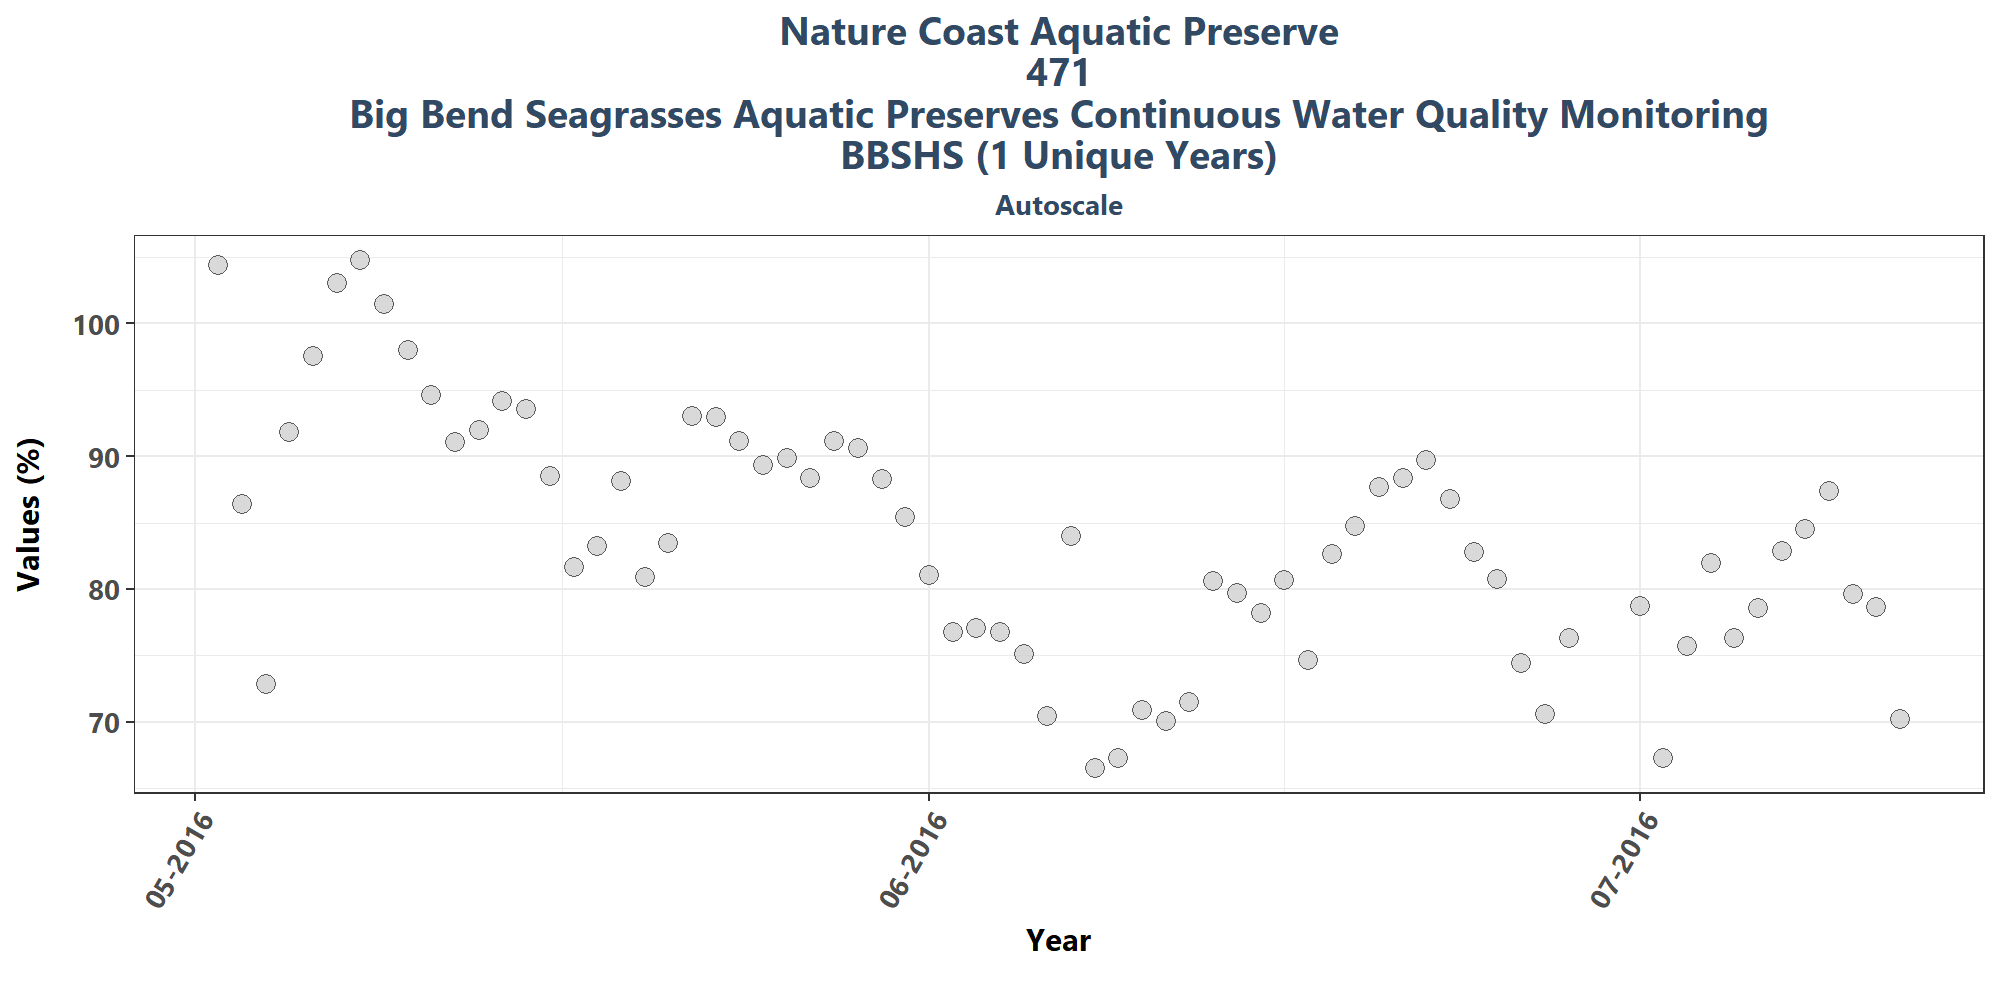 Nature Coast Aquatic Preserve
471
Big Bend Seagrasses Aquatic Preserves Continuous Water Quality Monitoring
BBSHS (1 Unique Years)
Autoscale
Values (%)
100
90
80
70
05-2016
06-2016
07-2016
Year